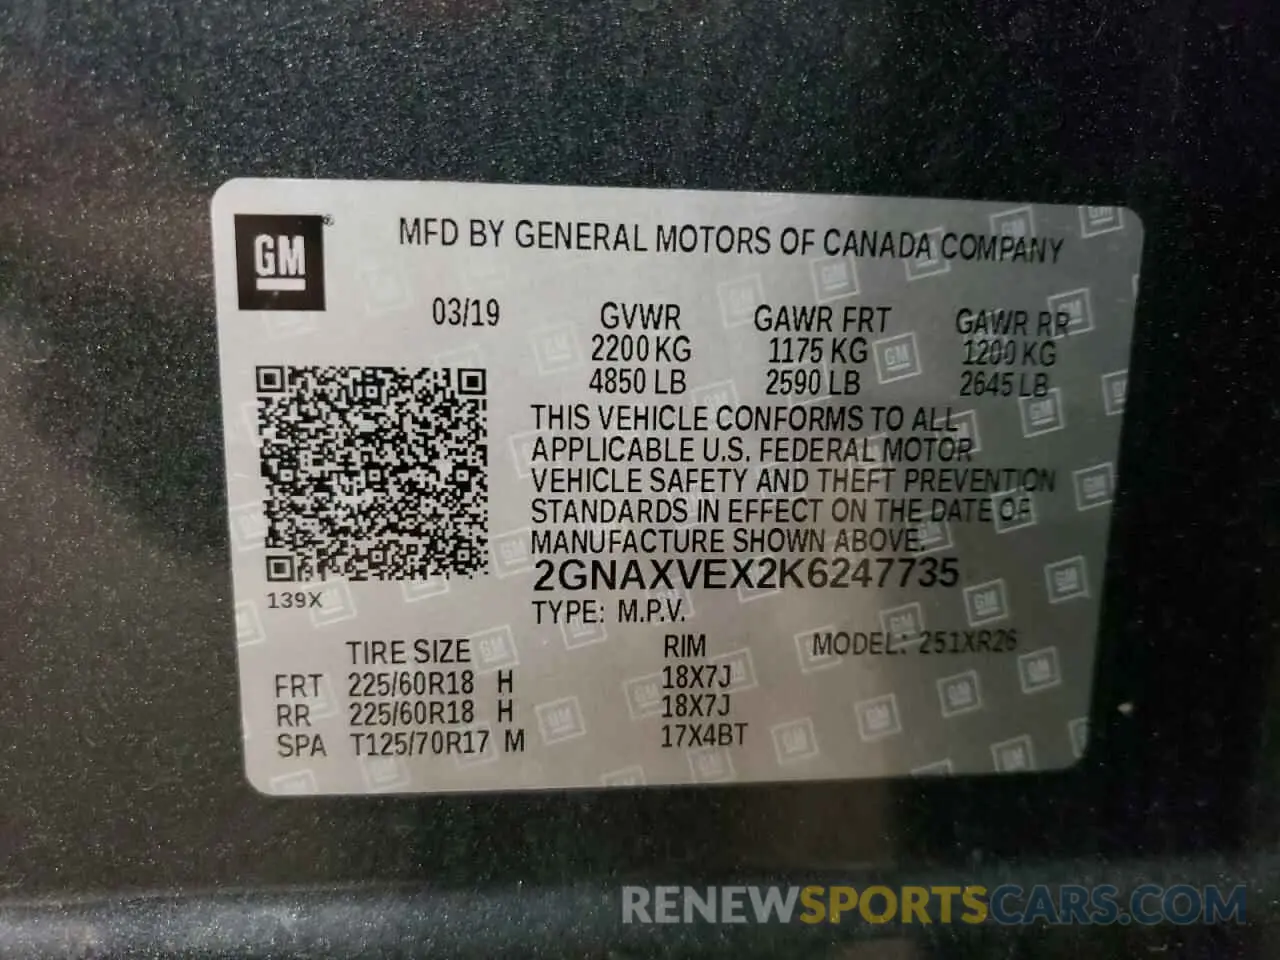 GM®
MFD BY GENERAL MOTORS OF CANADA COMPANY
03/19 GVWR GAWR FRT GAWR RR
2200 KG 1175 KG 1200 KG
4850 LB 2590 LB 2645 LB
THIS VEHICLE CONFORMS TO ALL
APPLICABLE U.S. FEDERAL MOTOR
VEHICLE SAFETY AND THEFT PREVENTION
STANDARDS IN EFFECT ON THE DATE OF
MANUFACTURE SHOWN ABOVE.
2GNAXVEX2K6247735
139X
TYPE: M.P.V.
TIRE SIZE RIM MODEL: 251XR26
FRT 225/60R18 H 18X7J
RR 225/60R18 H 18X7J
SPA T125/70R17 M 17X4BT
RENEWSPORTSCARS.COM